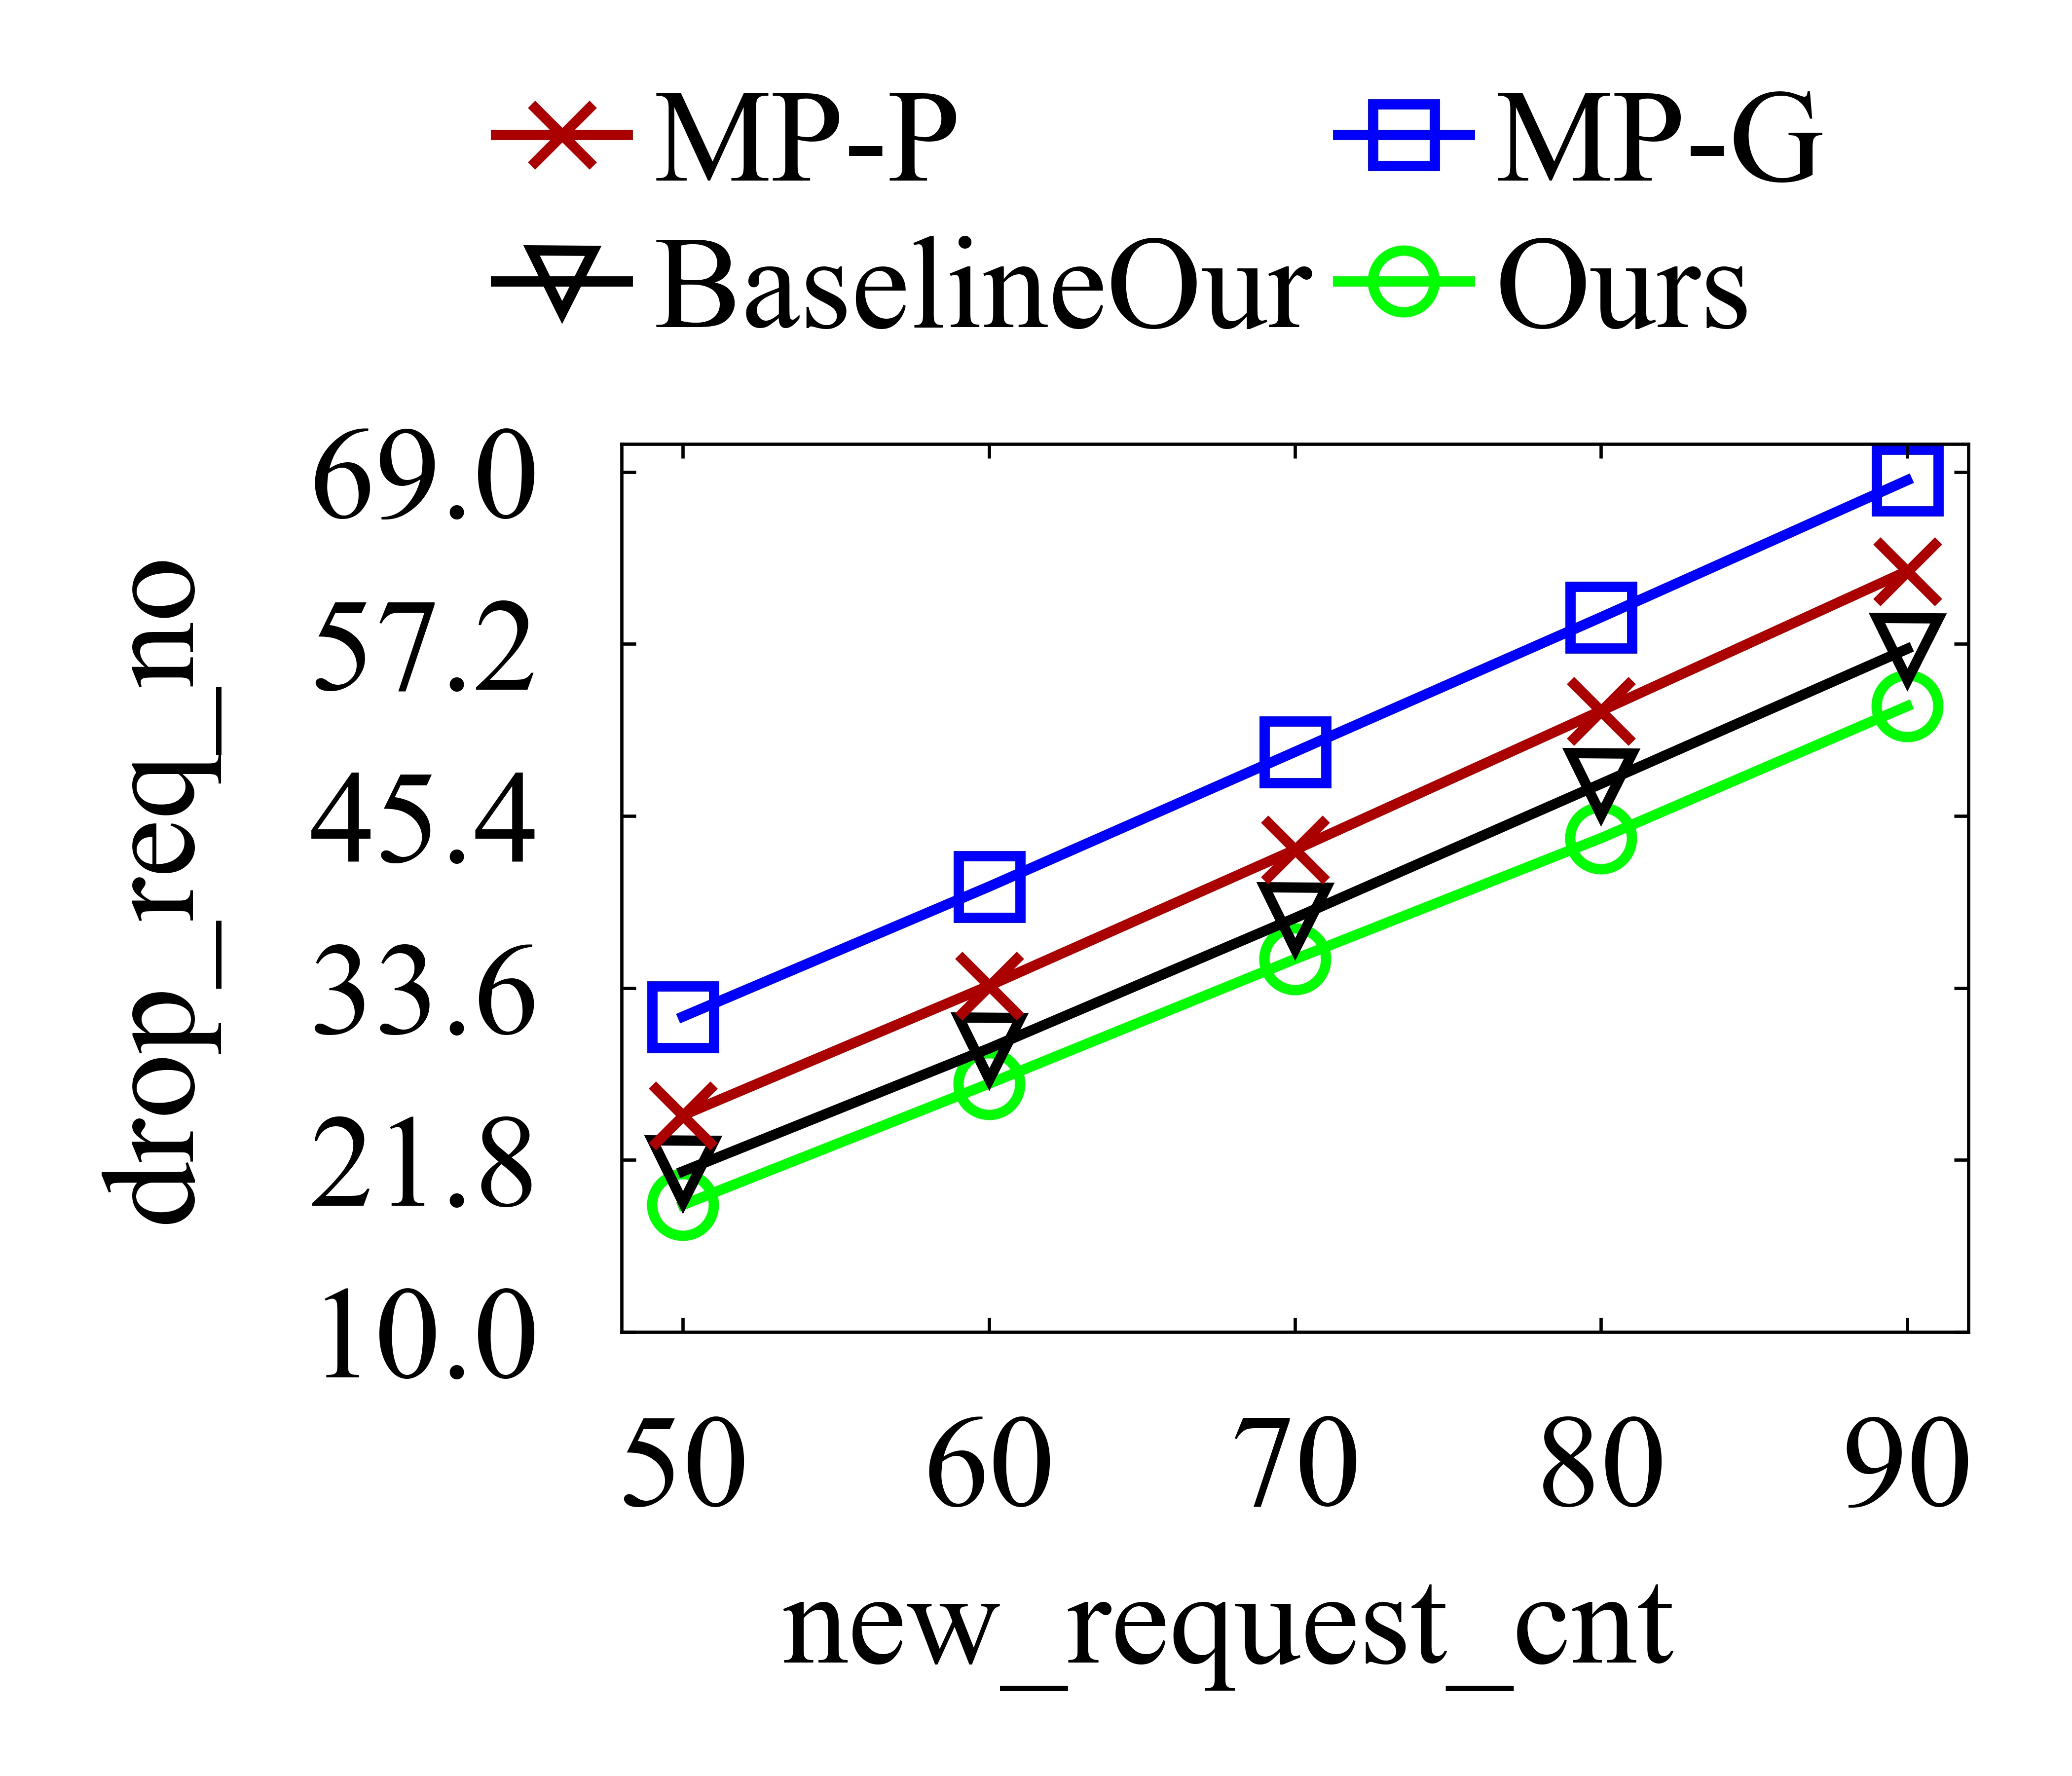 MP-P MP-G
BaselineOur Ours
69.0
57.2
45.4
33.6
21.8
10.0
drop_req_no
50 60 70 80 90
new_request_cnt